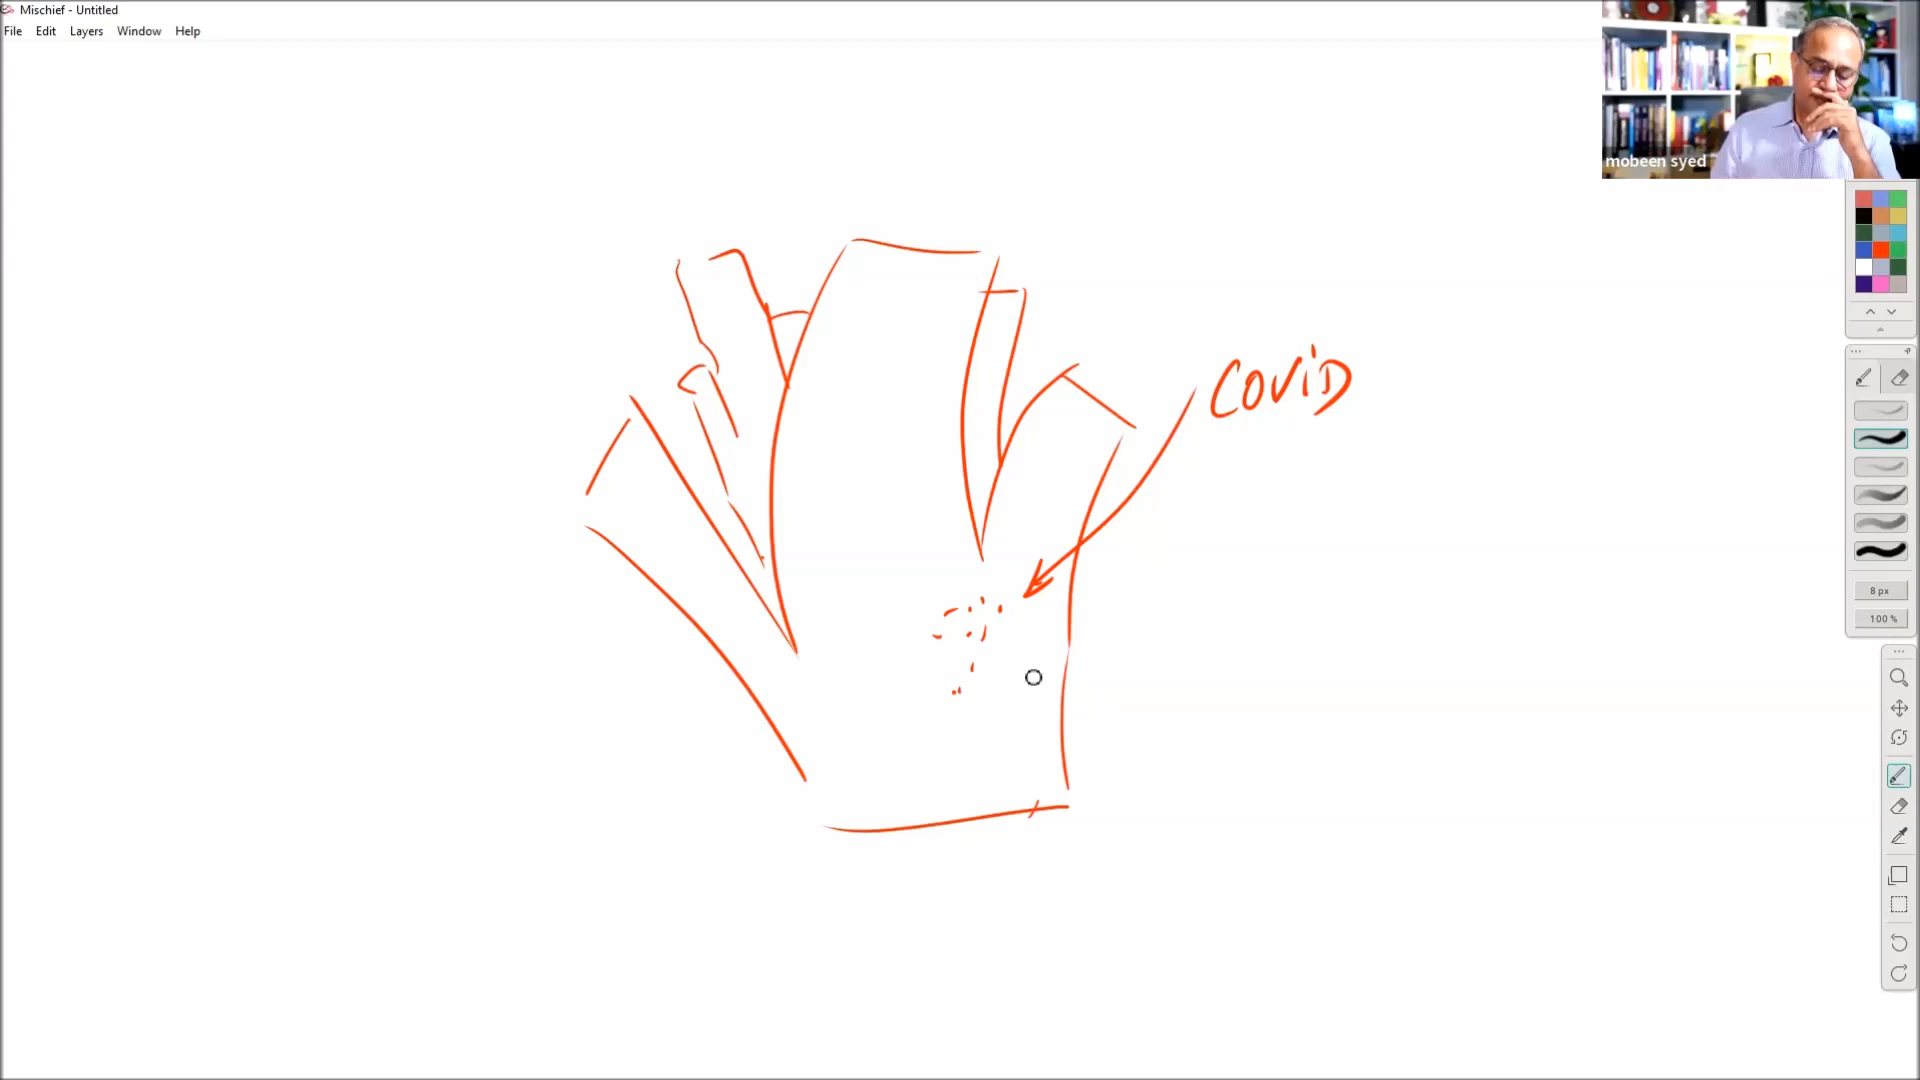 Mischief - Untitled
File Edit Layers Window Help
mobeen syed
COViD
8 px
100 %